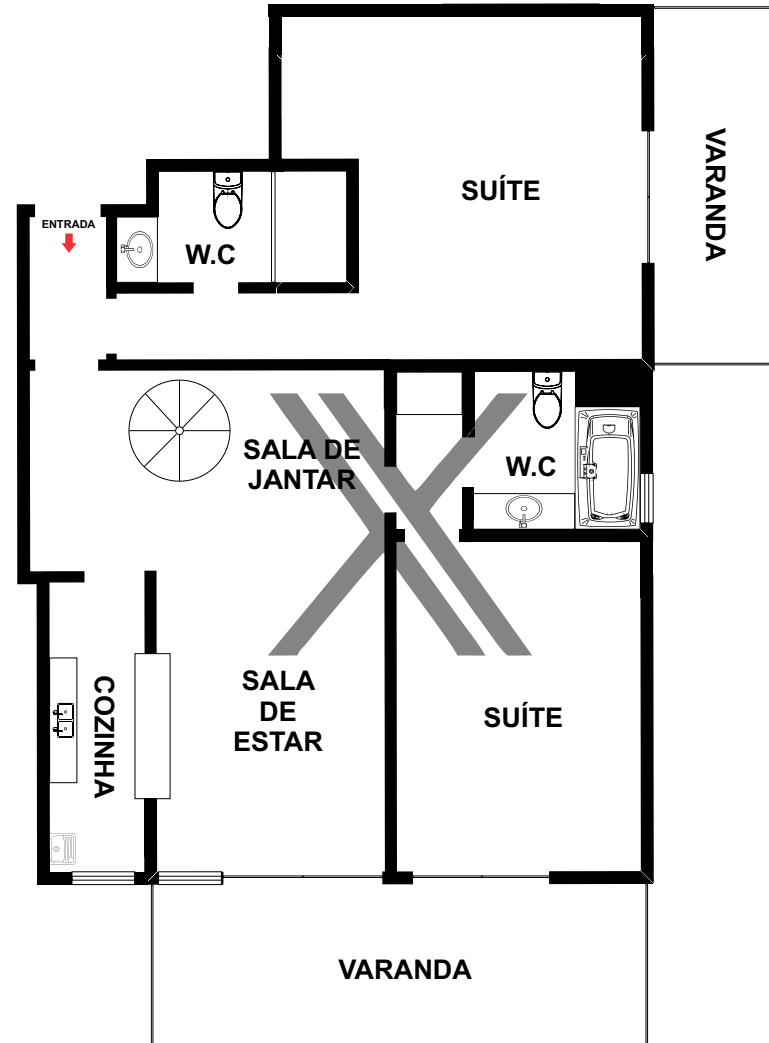 SUÍTE
VARANDA
ENTRADA
W.C
SALA DE
JANTAR
W.C
SALA
DE
ESTAR
COZINHA
SUÍTE
VARANDA